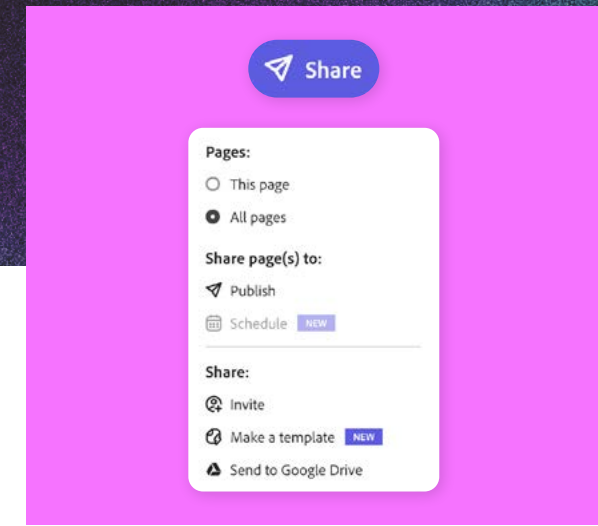 Share
Pages:
This page
All pages
Share page(s) to:
Publish
Schedule NEW
Share:
Invite
Make a template NEW
Send to Google Drive